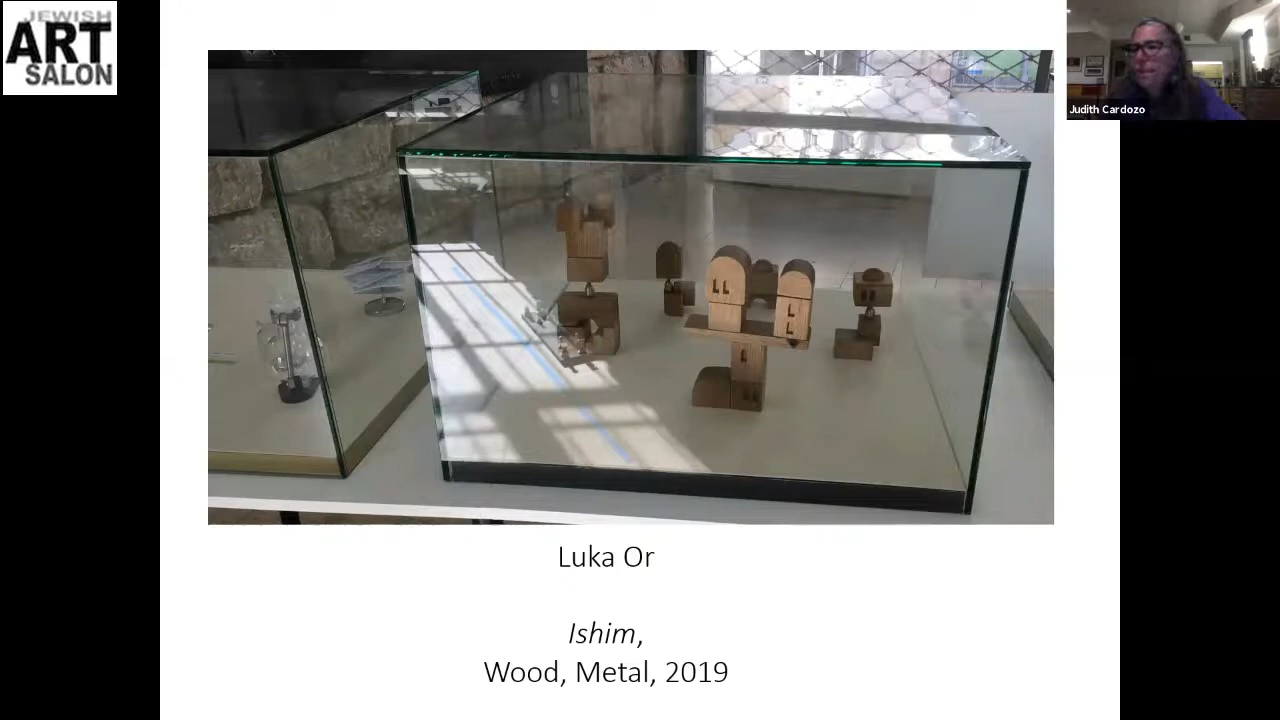 JEWISH
ART
SALON
Judith Cardozo
Luka Or
Ishim,
Wood, Metal, 2019